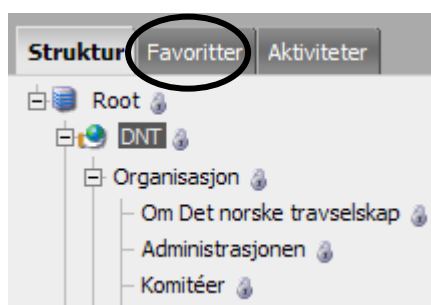 Struktur Favoritter Aktiviteter
Root
DNT
Organisasjon
Om Det norske travselskap
Administrasjonen
Komitéer